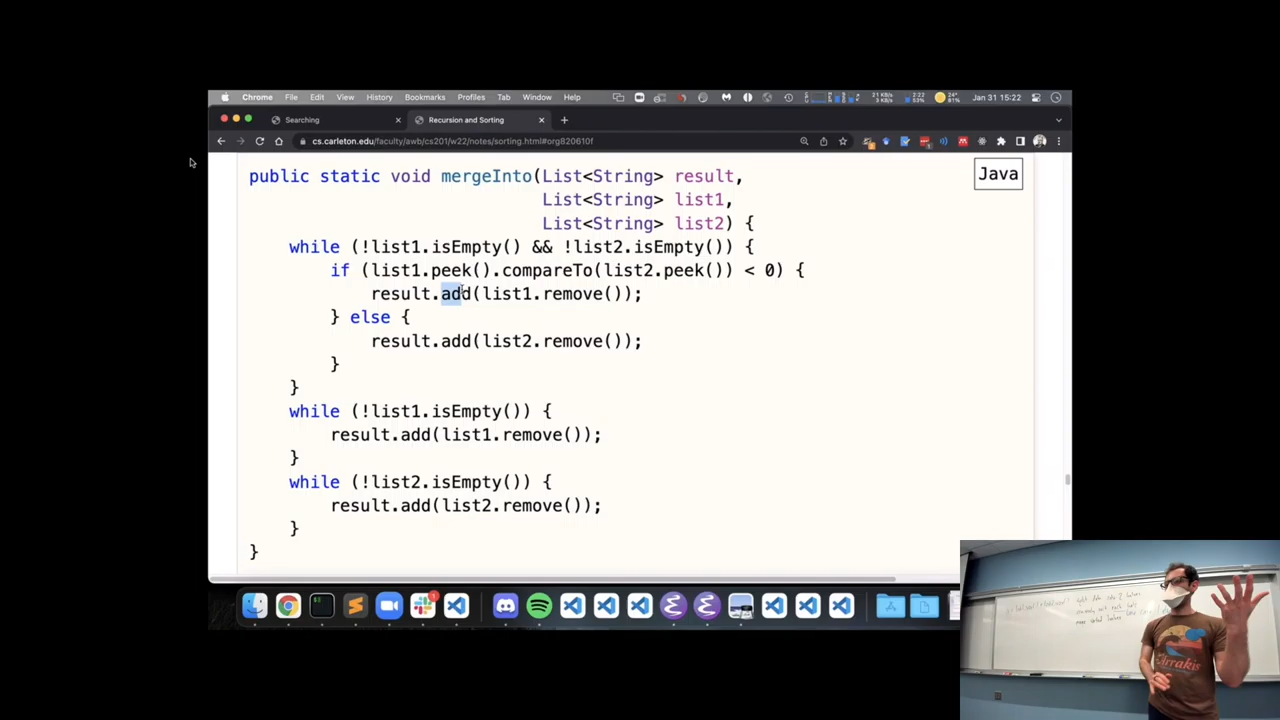 Chrome File Edit View History Bookmarks Profiles Tab Window Help Jan 31 15:22
Searching Recursion and Sorting
cs.carleton.edu/faculty/awb/cs201/w22/notes/sorting.html#org820610f
Java
public static void mergeInto(List<String> result,
List<String> list1,
List<String> list2) {
while (!list1.isEmpty() && !list2.isEmpty()) {
if (list1.peek().compareTo(list2.peek()) < 0) {
result.add(list1.remove());
} else {
result.add(list2.remove());
}
}
while (!list1.isEmpty()) {
result.add(list1.remove());
}
while (!list2.isEmpty()) {
result.add(list2.remove());
}
}
Arrakis